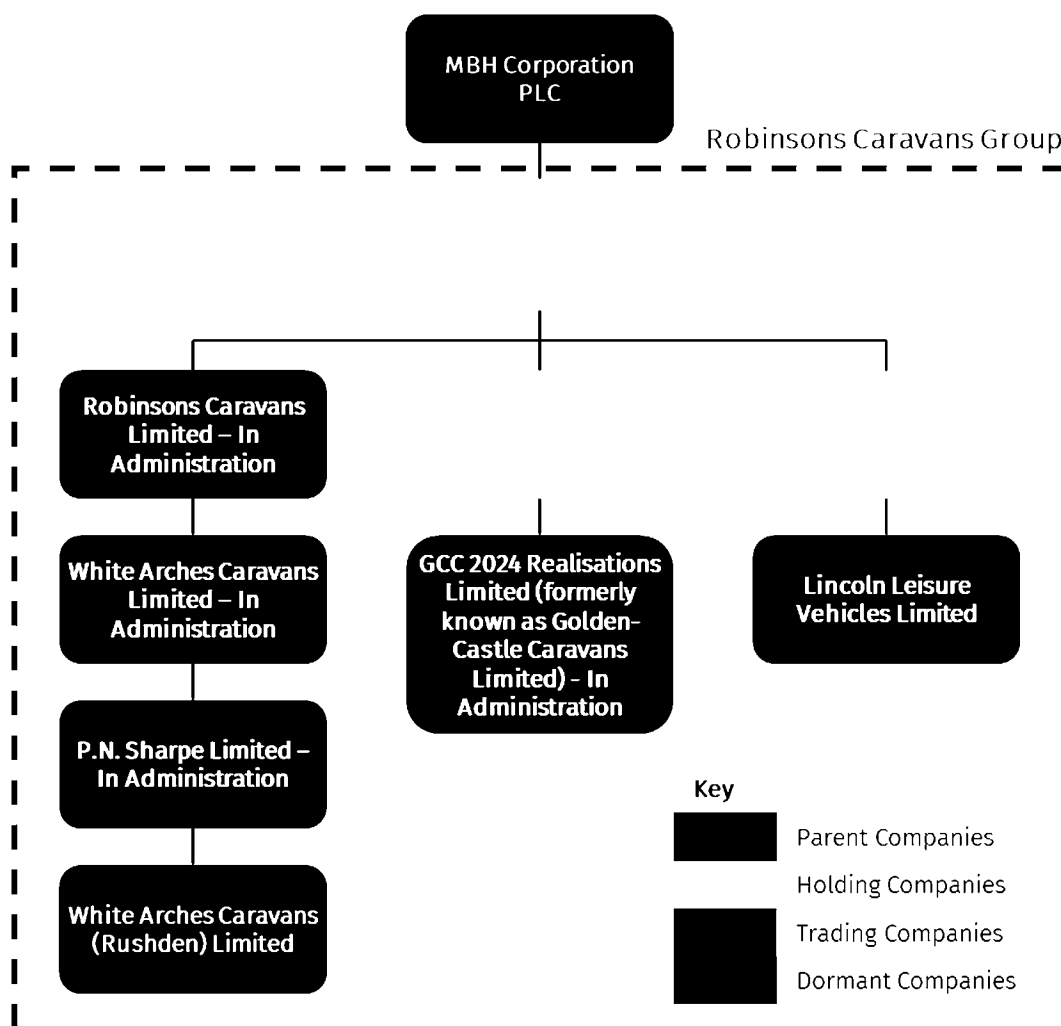 MBH Corporation
PLC
Robinsons Caravans Group
Robinsons Caravans
Limited – In
Administration
White Arches Caravans
Limited – In
Administration
P.N. Sharpe Limited –
In Administration
White Arches Caravans
(Rushden) Limited
GCC 2024 Realisations
Limited (formerly
known as Golden-
Castle Caravans
Limited) - In
Administration
Lincoln Leisure
Vehicles Limited
Key
Parent Companies
Holding Companies
Trading Companies
Dormant Companies